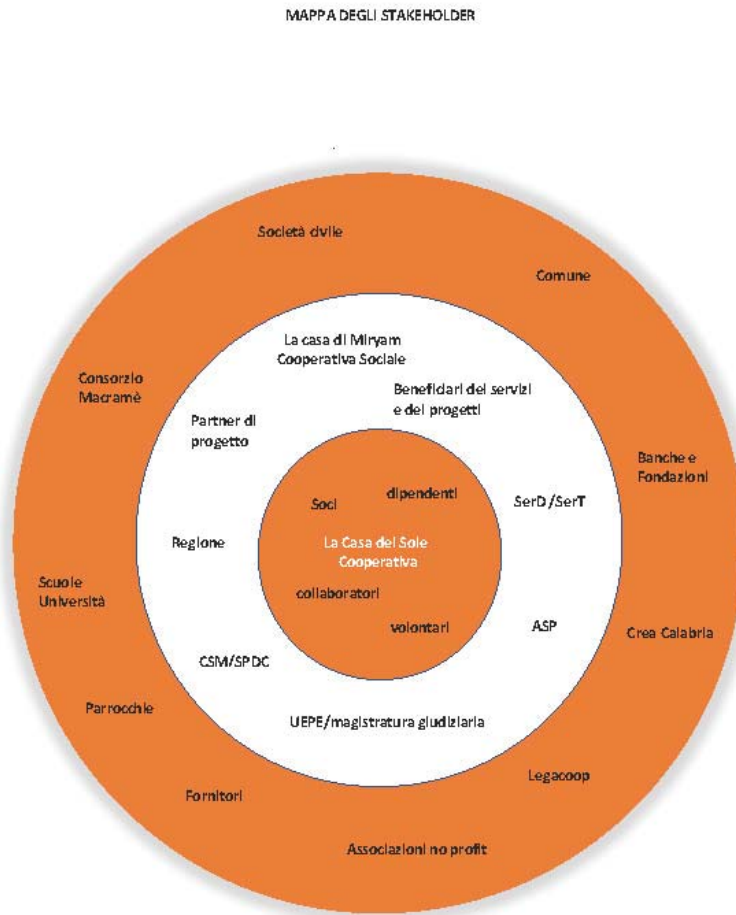 MAPPA DEGLI STAKEHOLDER
Società civile
Comune
La casa di Miryam
Cooperativa Sociale
Consorzio
Macramè
Beneficiari dei servizi
e dei progetti
Partner di
progetto
Banche e
Fondazioni
dipendenti
Soci
SerD/SerT
La Casa del Sole
Cooperativa
Regione
Scuole
Università
collaboratori
volontari
ASP
Crea Calabria
CSM/SPDC
Parrocchie
UEPE/magistratura giudiziaria
Legacoop
Fornitori
Associazioni no profit